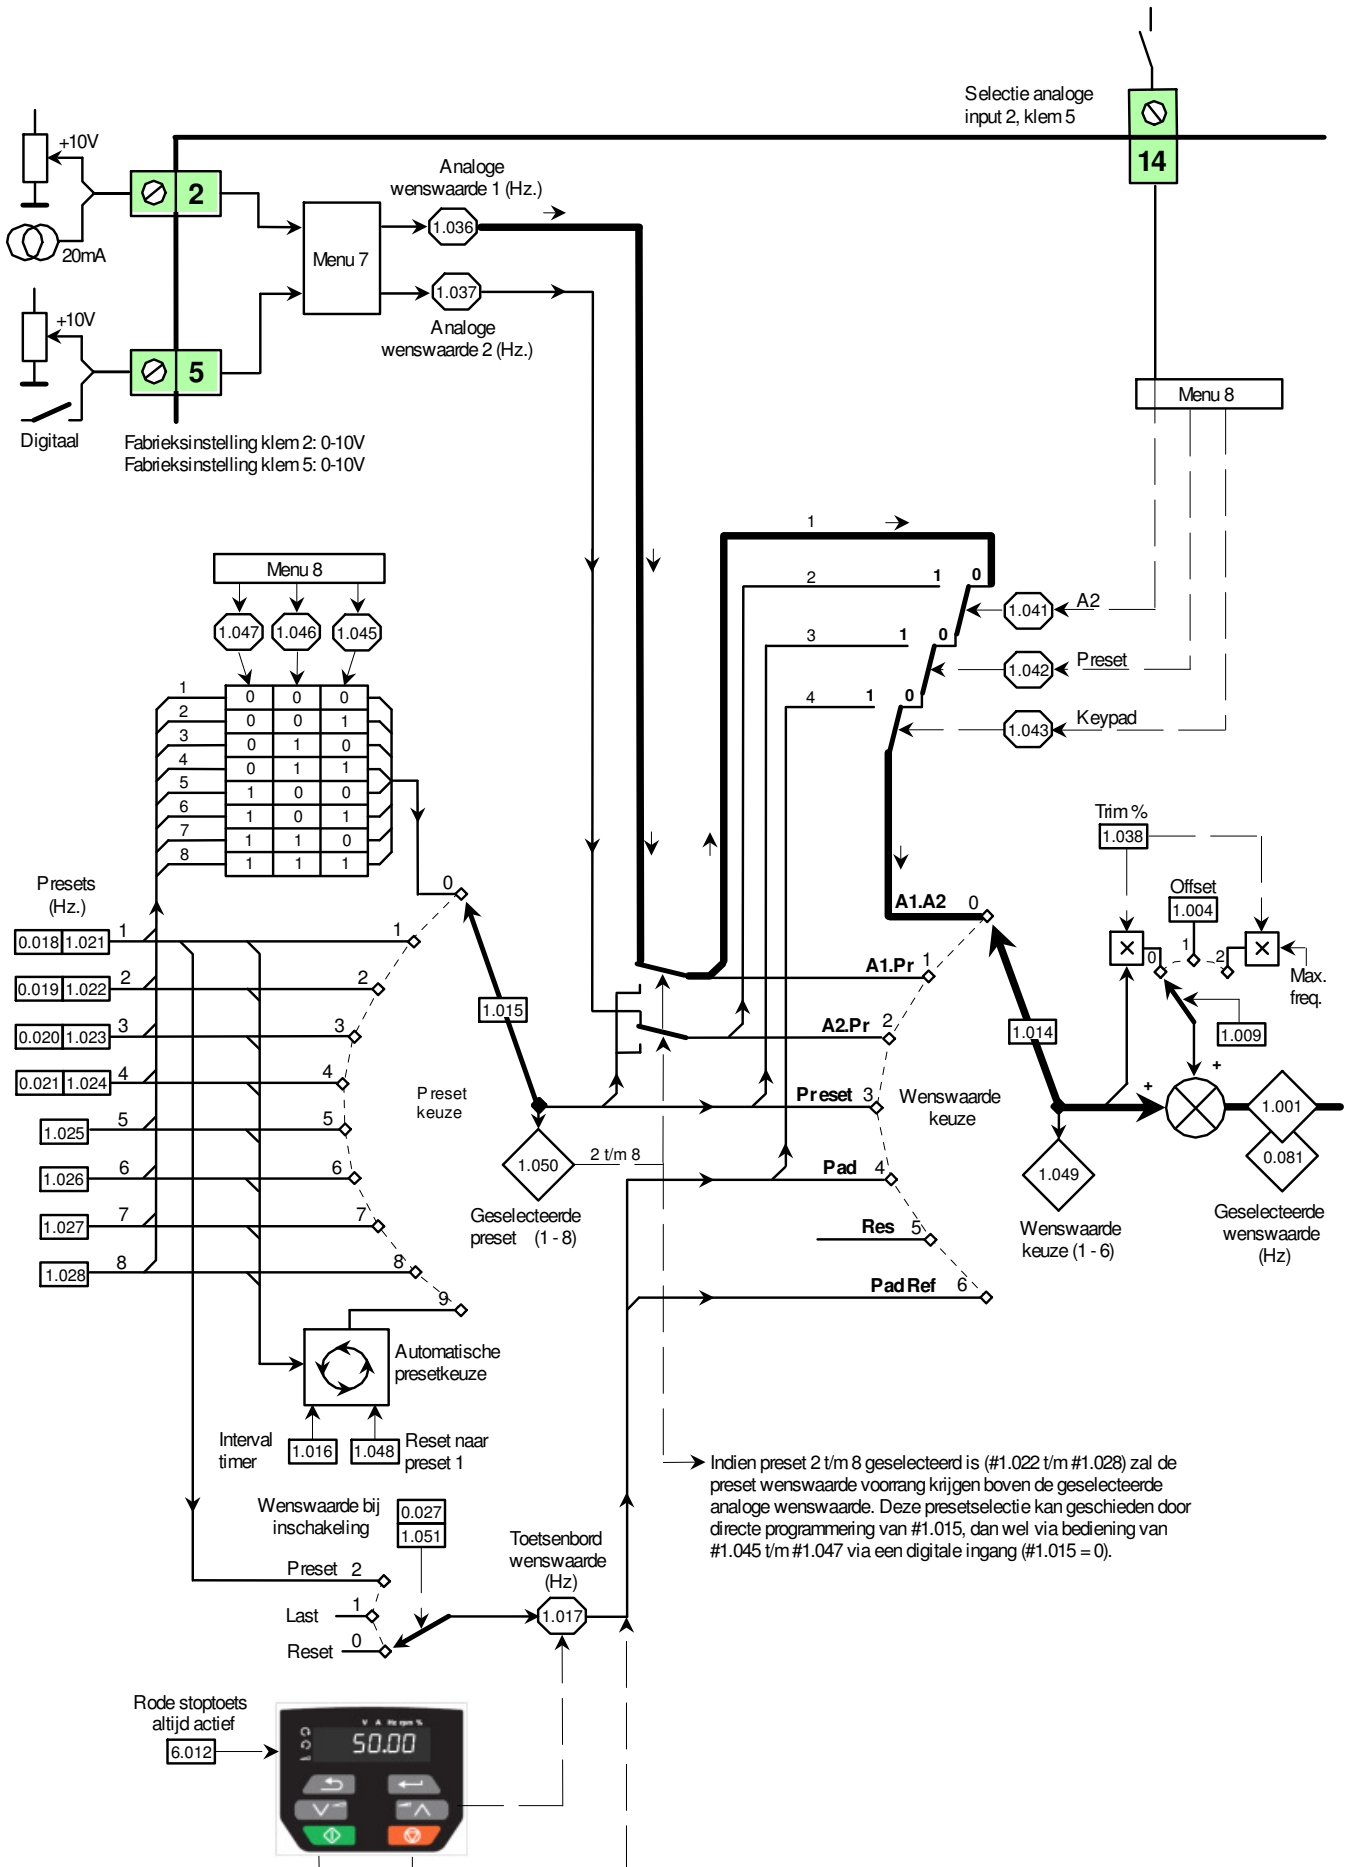 Selectie analoge
input 2, klem 5
14
+10V
2
20mA
Analoge
wenswaarde 1 (Hz.)
1.036
Menu 7
1.037
Analoge
wenswaarde 2 (Hz.)
+10V
5
Digitaal
Fabrieksinstelling klem 2: 0-10V
Fabrieksinstelling klem 5: 0-10V
Menu 8
1
2
1 0
1.041 A2
3
1 0
1.042 Preset
4
1 0
1.043 Keypad
Menu 8
1.047 1.046 1.045
1 0 0 0
2 0 0 1
3 0 1 0
4 0 1 1
5 1 0 0
6 1 0 1
7 1 1 0
8 1 1 1
Presets
(Hz.)
0.018 1.021 1
0.019 1.022 2
0.020 1.023 3
0.021 1.024 4
1.025 5
1.026 6
1.027 7
1.028 8
0
1
2
3
4
5
6
7
8
9
1.015
Preset
keuze
1.050
2 t/m 8
Geselecteerde
preset (1 - 8)
A1.A2 0
A1.Pr 1
A2.Pr 2
Preset 3
Pad 4
Res 5
Pad Ref 6
Wenswaarde
keuze
1.014
1.049
Wenswaarde
keuze (1 - 6)
Trim %
1.038
Offset
1.004
×
0 1 2
×
Max.
freq.
1.009
+
+
1.001
0.081
Geselecteerde
wenswaarde
(Hz)
Automatische
presetkeuze
Interval
timer
1.016
1.048
Reset naar
preset 1
Indien preset 2 t/m 8 geselecteerd is (#1.022 t/m #1.028) zal de
preset wenswaarde voorrang krijgen boven de geselecteerde
analoge wenswaarde. Deze presetselectie kan geschieden door
directe programmering van #1.015, dan wel via bediening van
#1.045 t/m #1.047 via een digitale ingang (#1.015 = 0).
Wenswaarde bij
inschakeling
0.027
1.051
Toetsenbord
wenswaarde
(Hz)
1.017
Preset 2
Last 1
Reset 0
Rode stoptoets
altijd actief
6.012
V A Hz rpm %
50.00